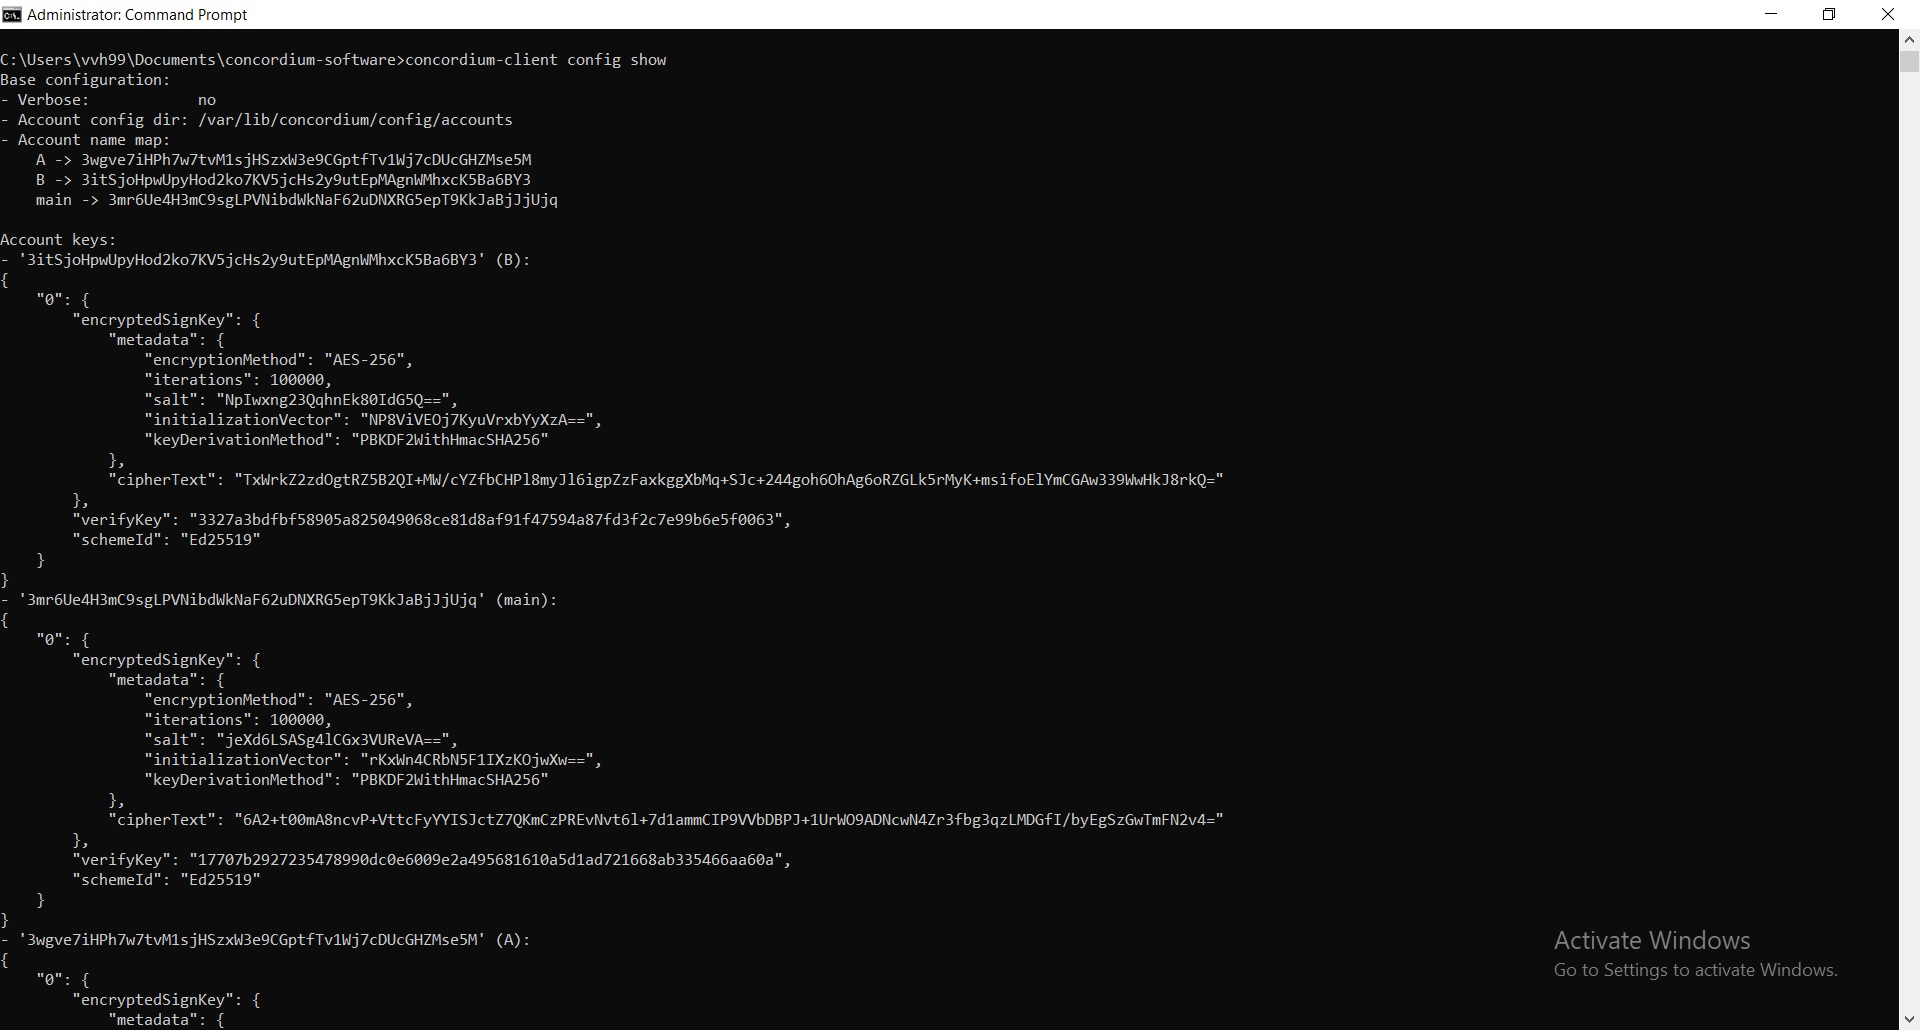 Administrator: Command Prompt
C:\Users\vvh99\Documents\concordium-software>concordium-client config show
Base configuration:
- Verbose:            no
- Account config dir: /var/lib/concordium/config/accounts
- Account name map:
    A -> 3wgve7iHPh7w7tvM1sjHSzxW3e9CGptfTv1Wj7cDUcGHZMse5M
    B -> 3itSjoHpwUpyHod2ko7KV5jcHs2y9utEpMAgnWMhxcK5Ba6BY3
    main -> 3mr6Ue4H3mC9sgLPVNibdWkNaF62uDNXRG5epT9KkJaBjJjUjq
Account keys:
- '3itSjoHpwUpyHod2ko7KV5jcHs2y9utEpMAgnWMhxcK5Ba6BY3' (B):
{
    "0": {
        "encryptedSignKey": {
            "metadata": {
                "encryptionMethod": "AES-256",
                "iterations": 100000,
                "salt": "NpIwxng23QqhnEk80IdG5Q==",
                "initializationVector": "NP8ViVEOj7KyuVrxbYyXzA==",
                "keyDerivationMethod": "PBKDF2WithHmacSHA256"
            },
            "cipherText": "TxWrkZ2zdOgtRZ5B2QI+MW/cYZfbCHPl8myJl6igpZzFaxkggXbMq+SJc+244goh6OhAg6oRZGLk5rMyK+msifoElYmCGAw339WwHkJ8rkQ="
        },
        "verifyKey": "3327a3bdfbf58905a825049068ce81d8af91f47594a87fd3f2c7e99b6e5f0063",
        "schemeId": "Ed25519"
    }
}
- '3mr6Ue4H3mC9sgLPVNibdWkNaF62uDNXRG5epT9KkJaBjJjUjq' (main):
{
    "0": {
        "encryptedSignKey": {
            "metadata": {
                "encryptionMethod": "AES-256",
                "iterations": 100000,
                "salt": "jeXd6LSASg4lCGx3VUReVA==",
                "initializationVector": "rKxWn4CRbN5F1IXzKOjwXw==",
                "keyDerivationMethod": "PBKDF2WithHmacSHA256"
            },
            "cipherText": "6A2+t00mA8ncvP+VttcFyYYISJctZ7QKmCzPREvNvt6l+7d1ammCIP9VVbDBPJ+1UrWO9ADNcwN4Zr3fbg3qzLMDGfI/byEgSzGwTmFN2v4="
        },
        "verifyKey": "17707b2927235478990dc0e6009e2a495681610a5d1ad721668ab335466aa60a",
        "schemeId": "Ed25519"
    }
}
- '3wgve7iHPh7w7tvM1sjHSzxW3e9CGptfTv1Wj7cDUcGHZMse5M' (A):
{
    "0": {
        "encryptedSignKey": {
            "metadata": {
Activate Windows
Go to Settings to activate Windows.